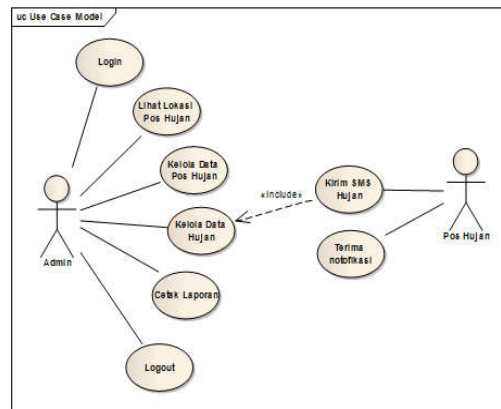 uc Use Case Model
Login
Lihat Lokasi
Pos Hujan
Kelola Data
Pos Hujan
Kelola Data
Hujan
Cetak Laporan
Logout
Admin
«include»
Kirim SMS
Hujan
Terima
notofikasi
Pos Hujan